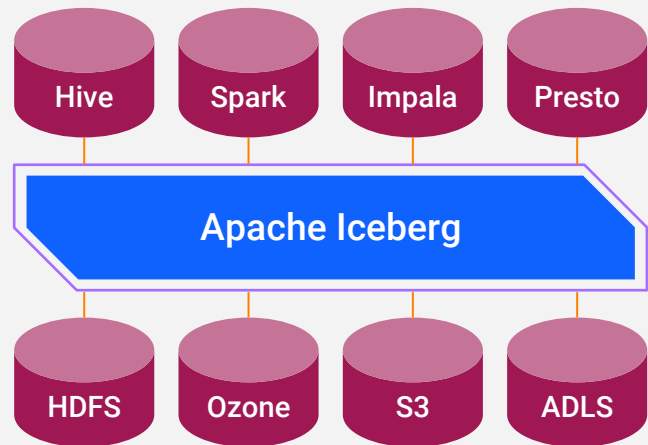 Hive
Spark
Impala
Presto
Apache Iceberg
HDFS
Ozone
S3
ADLS